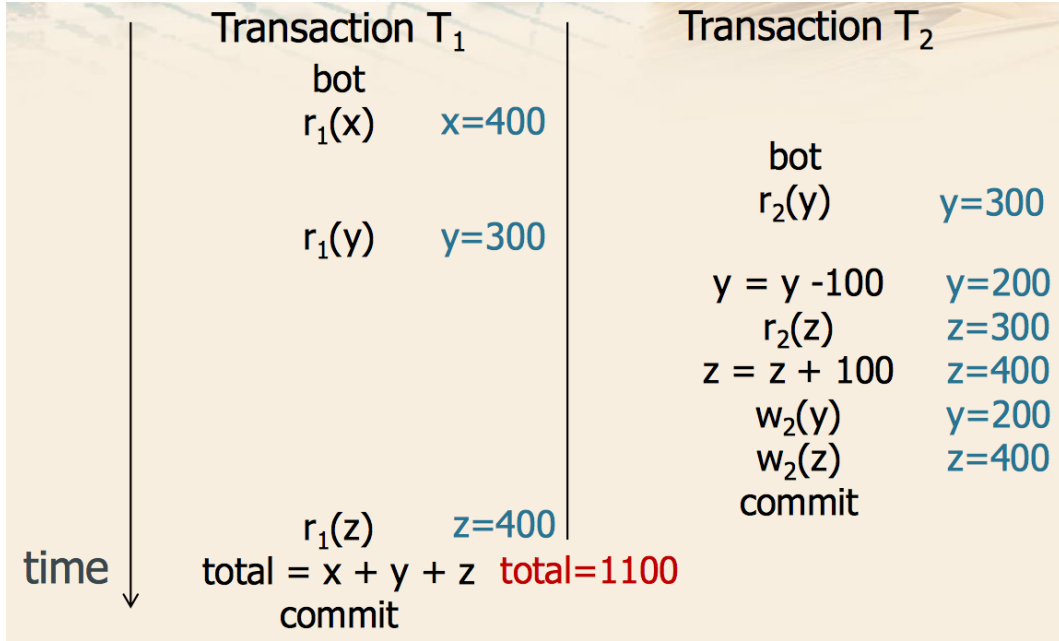 Transaction T₁
Transaction T₂
bot
r₁(x) x=400
bot
r₂(y) y=300
r₁(y) y=300
y = y -100 y=200
r₂(z) z=300
z = z + 100 z=400
w₂(y) y=200
w₂(z) z=400
commit
r₁(z) z=400
time
total = x + y + z total=1100
commit